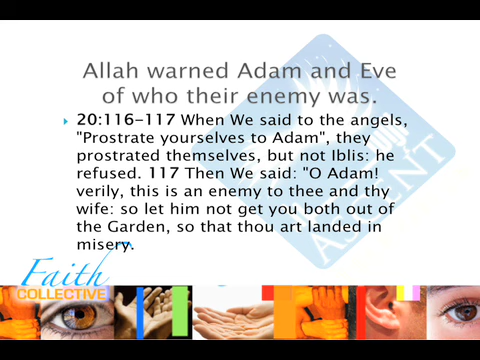 Allah warned Adam and Eve
of who their enemy was.
20:116-117 When We said to the angels,
"Prostrate yourselves to Adam", they
prostrated themselves, but not Iblis: he
refused. 117 Then We said: "O Adam!
verily, this is an enemy to thee and thy
wife: so let him not get you both out of
the Garden, so that thou art landed in
misery.
ASCENT
Faith
COLLECTIVE